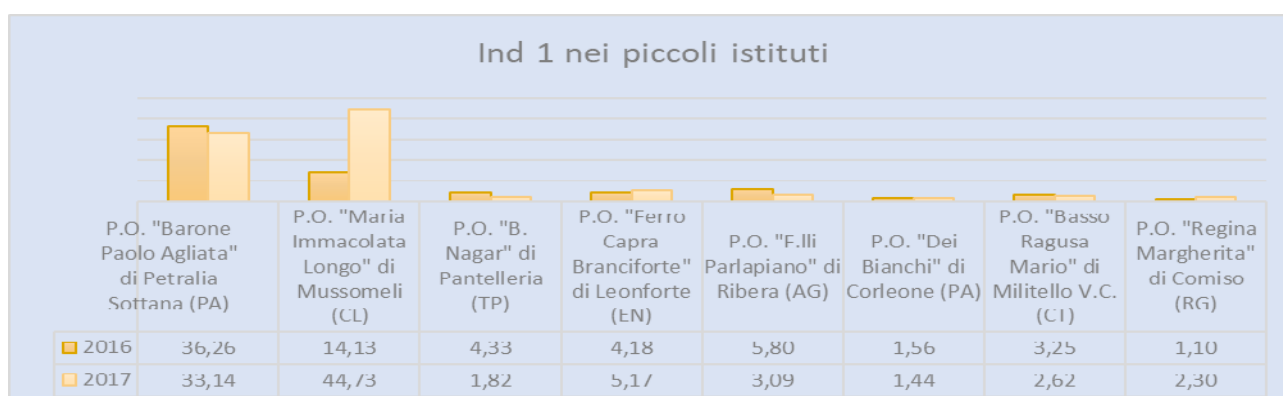 Ind 1 nei piccoli istituti
P.O. "Barone
Paolo Agliata"
di Petralia
Sottana (PA)
P.O. "Maria
Immacolata
Longo" di
Mussomeli
(CL)
P.O. "B.
Nagar" di
Pantelleria
(TP)
P.O. "Ferro
Capra
Branciforte"
di Leonforte
(EN)
P.O. "F.lli
Parlapiano" di
Ribera (AG)
P.O. "Dei
Bianchi" di
Corleone (PA)
P.O. "Basso
Ragusa
Mario" di
Militello V.C.
(CT)
P.O. "Regina
Margherita"
di Comiso
(RG)
2016 36,26 14,13 4,33 4,18 5,80 1,56 3,25 1,10
2017 33,14 44,73 1,82 5,17 3,09 1,44 2,62 2,30